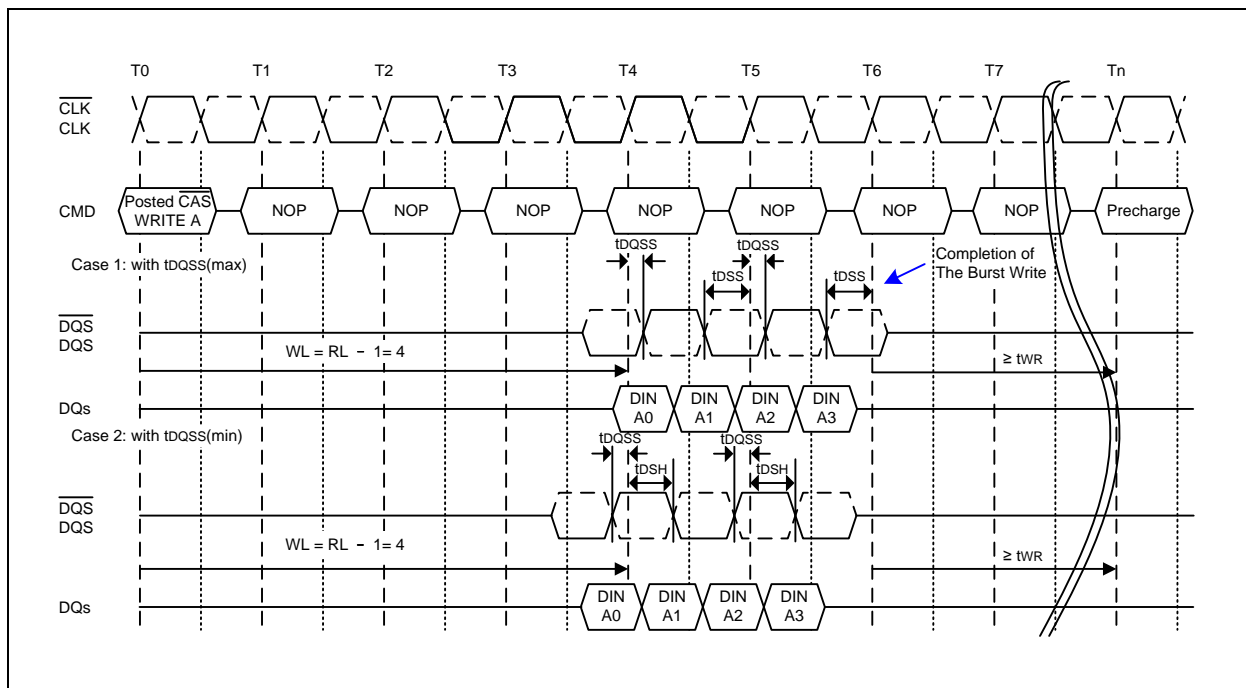 T0 T1 T2 T3 T4 T5 T6 T7 Tn
CLK
CLK
CMD
Posted CAS
WRITE A
NOP NOP NOP NOP NOP NOP NOP Precharge
Case 1: with tDQSS(max)
tDQSS tDQSS
tDSS tDSS
Completion of
The Burst Write
DQS
DQS
WL = RL − 1= 4
≥ tWR
DQs
DIN
A0
DIN
A1
DIN
A2
DIN
A3
Case 2: with tDQSS(min)
tDQSS tDQSS
tDSH tDSH
DQS
DQS
WL = RL − 1= 4
≥ tWR
DQs
DIN
A0
DIN
A1
DIN
A2
DIN
A3